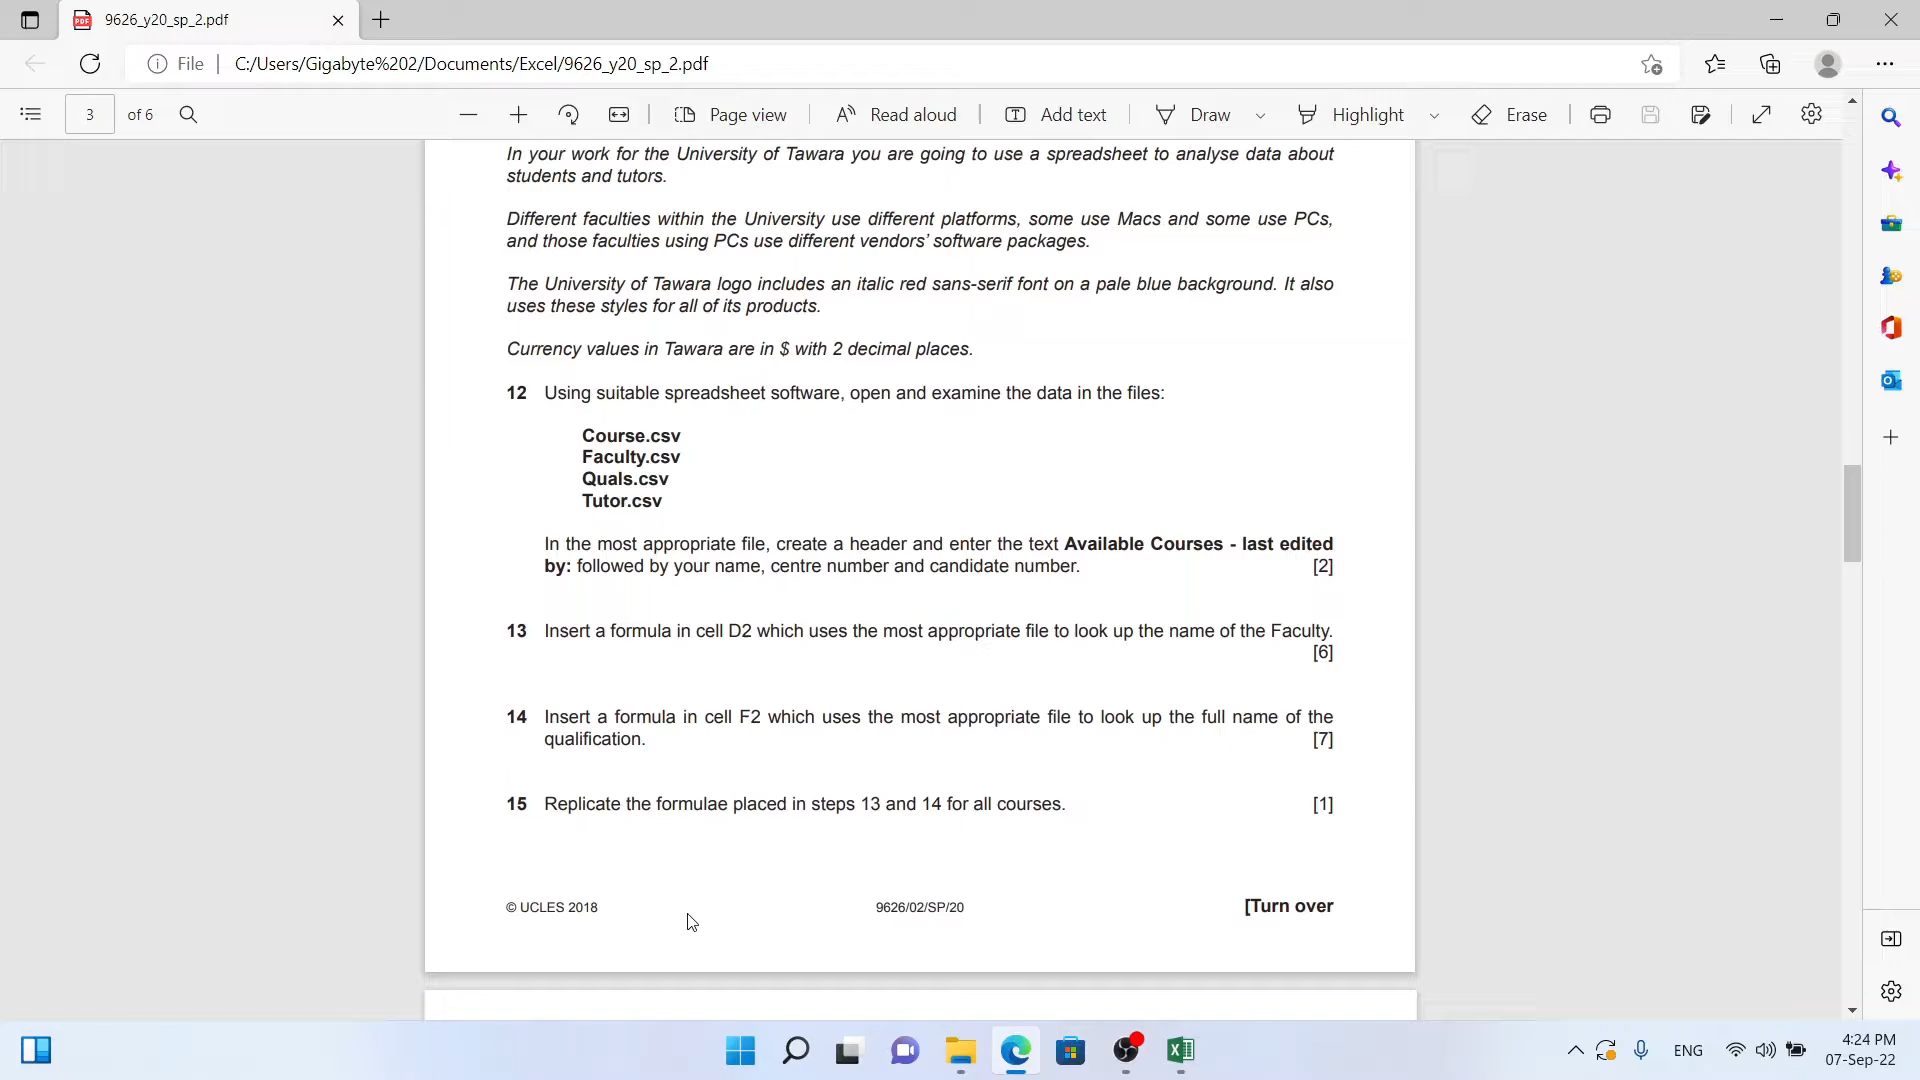 9626_y20_sp_2.pdf
File
C:/Users/Gigabyte%202/Documents/Excel/9626_y20_sp_2.pdf
3 of 6
Page view
Read aloud
Add text
Draw
Highlight
Erase
In your work for the University of Tawara you are going to use a spreadsheet to analyse data about
students and tutors.
Different faculties within the University use different platforms, some use Macs and some use PCs,
and those faculties using PCs use different vendors' software packages.
The University of Tawara logo includes an italic red sans-serif font on a pale blue background. It also
uses these styles for all of its products.
Currency values in Tawara are in $ with 2 decimal places.
12 Using suitable spreadsheet software, open and examine the data in the files:
Course.csv
Faculty.csv
Quals.csv
Tutor.csv
In the most appropriate file, create a header and enter the text Available Courses - last edited
by: followed by your name, centre number and candidate number. [2]
13 Insert a formula in cell D2 which uses the most appropriate file to look up the name of the Faculty.
[6]
14 Insert a formula in cell F2 which uses the most appropriate file to look up the full name of the
qualification. [7]
15 Replicate the formulae placed in steps 13 and 14 for all courses. [1]
© UCLES 2018
9626/02/SP/20
[Turn over
ENG
4:24 PM
07-Sep-22